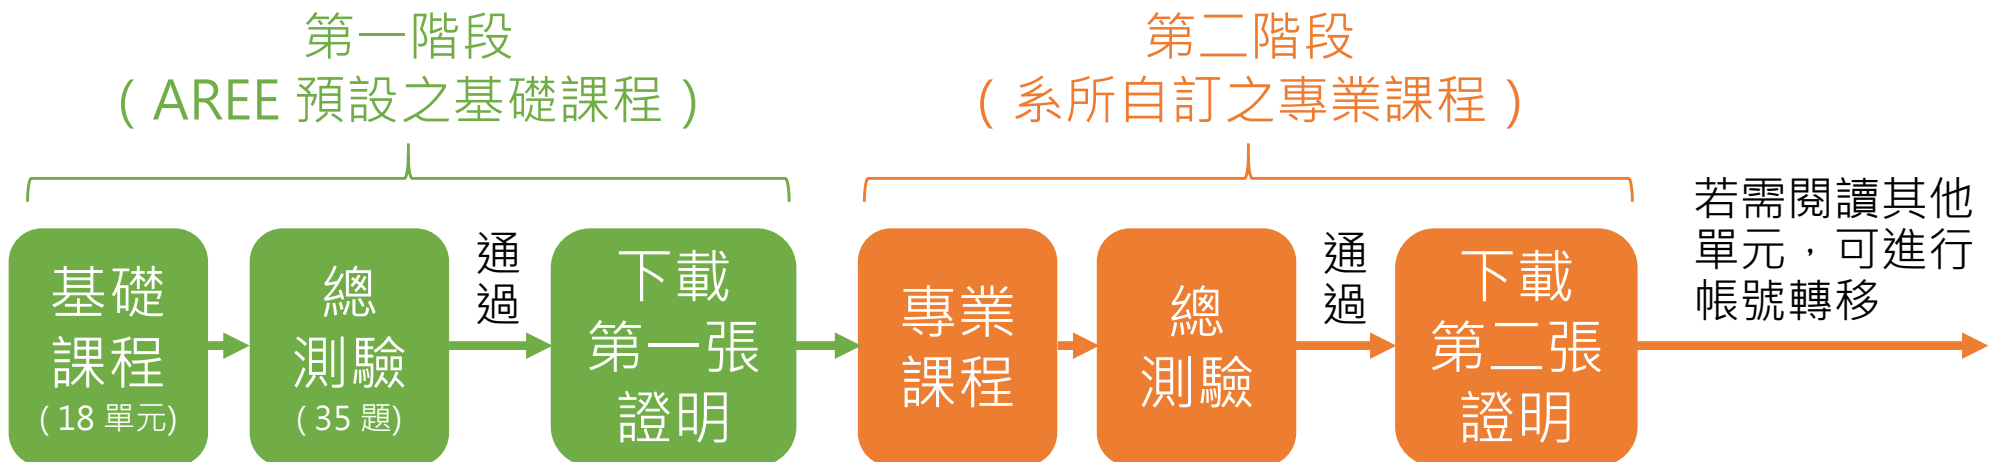 第一階段
( AREE 預設之基礎課程 )
第二階段
( 系所自訂之專業課程 )
基礎
課程
( 18 單元)
總
測驗
( 35 題)
通
過
下載
第一張
證明
專業
課程
總
測驗
通
過
下載
第二張
證明
若需閱讀其他
單元，可進行
帳號轉移